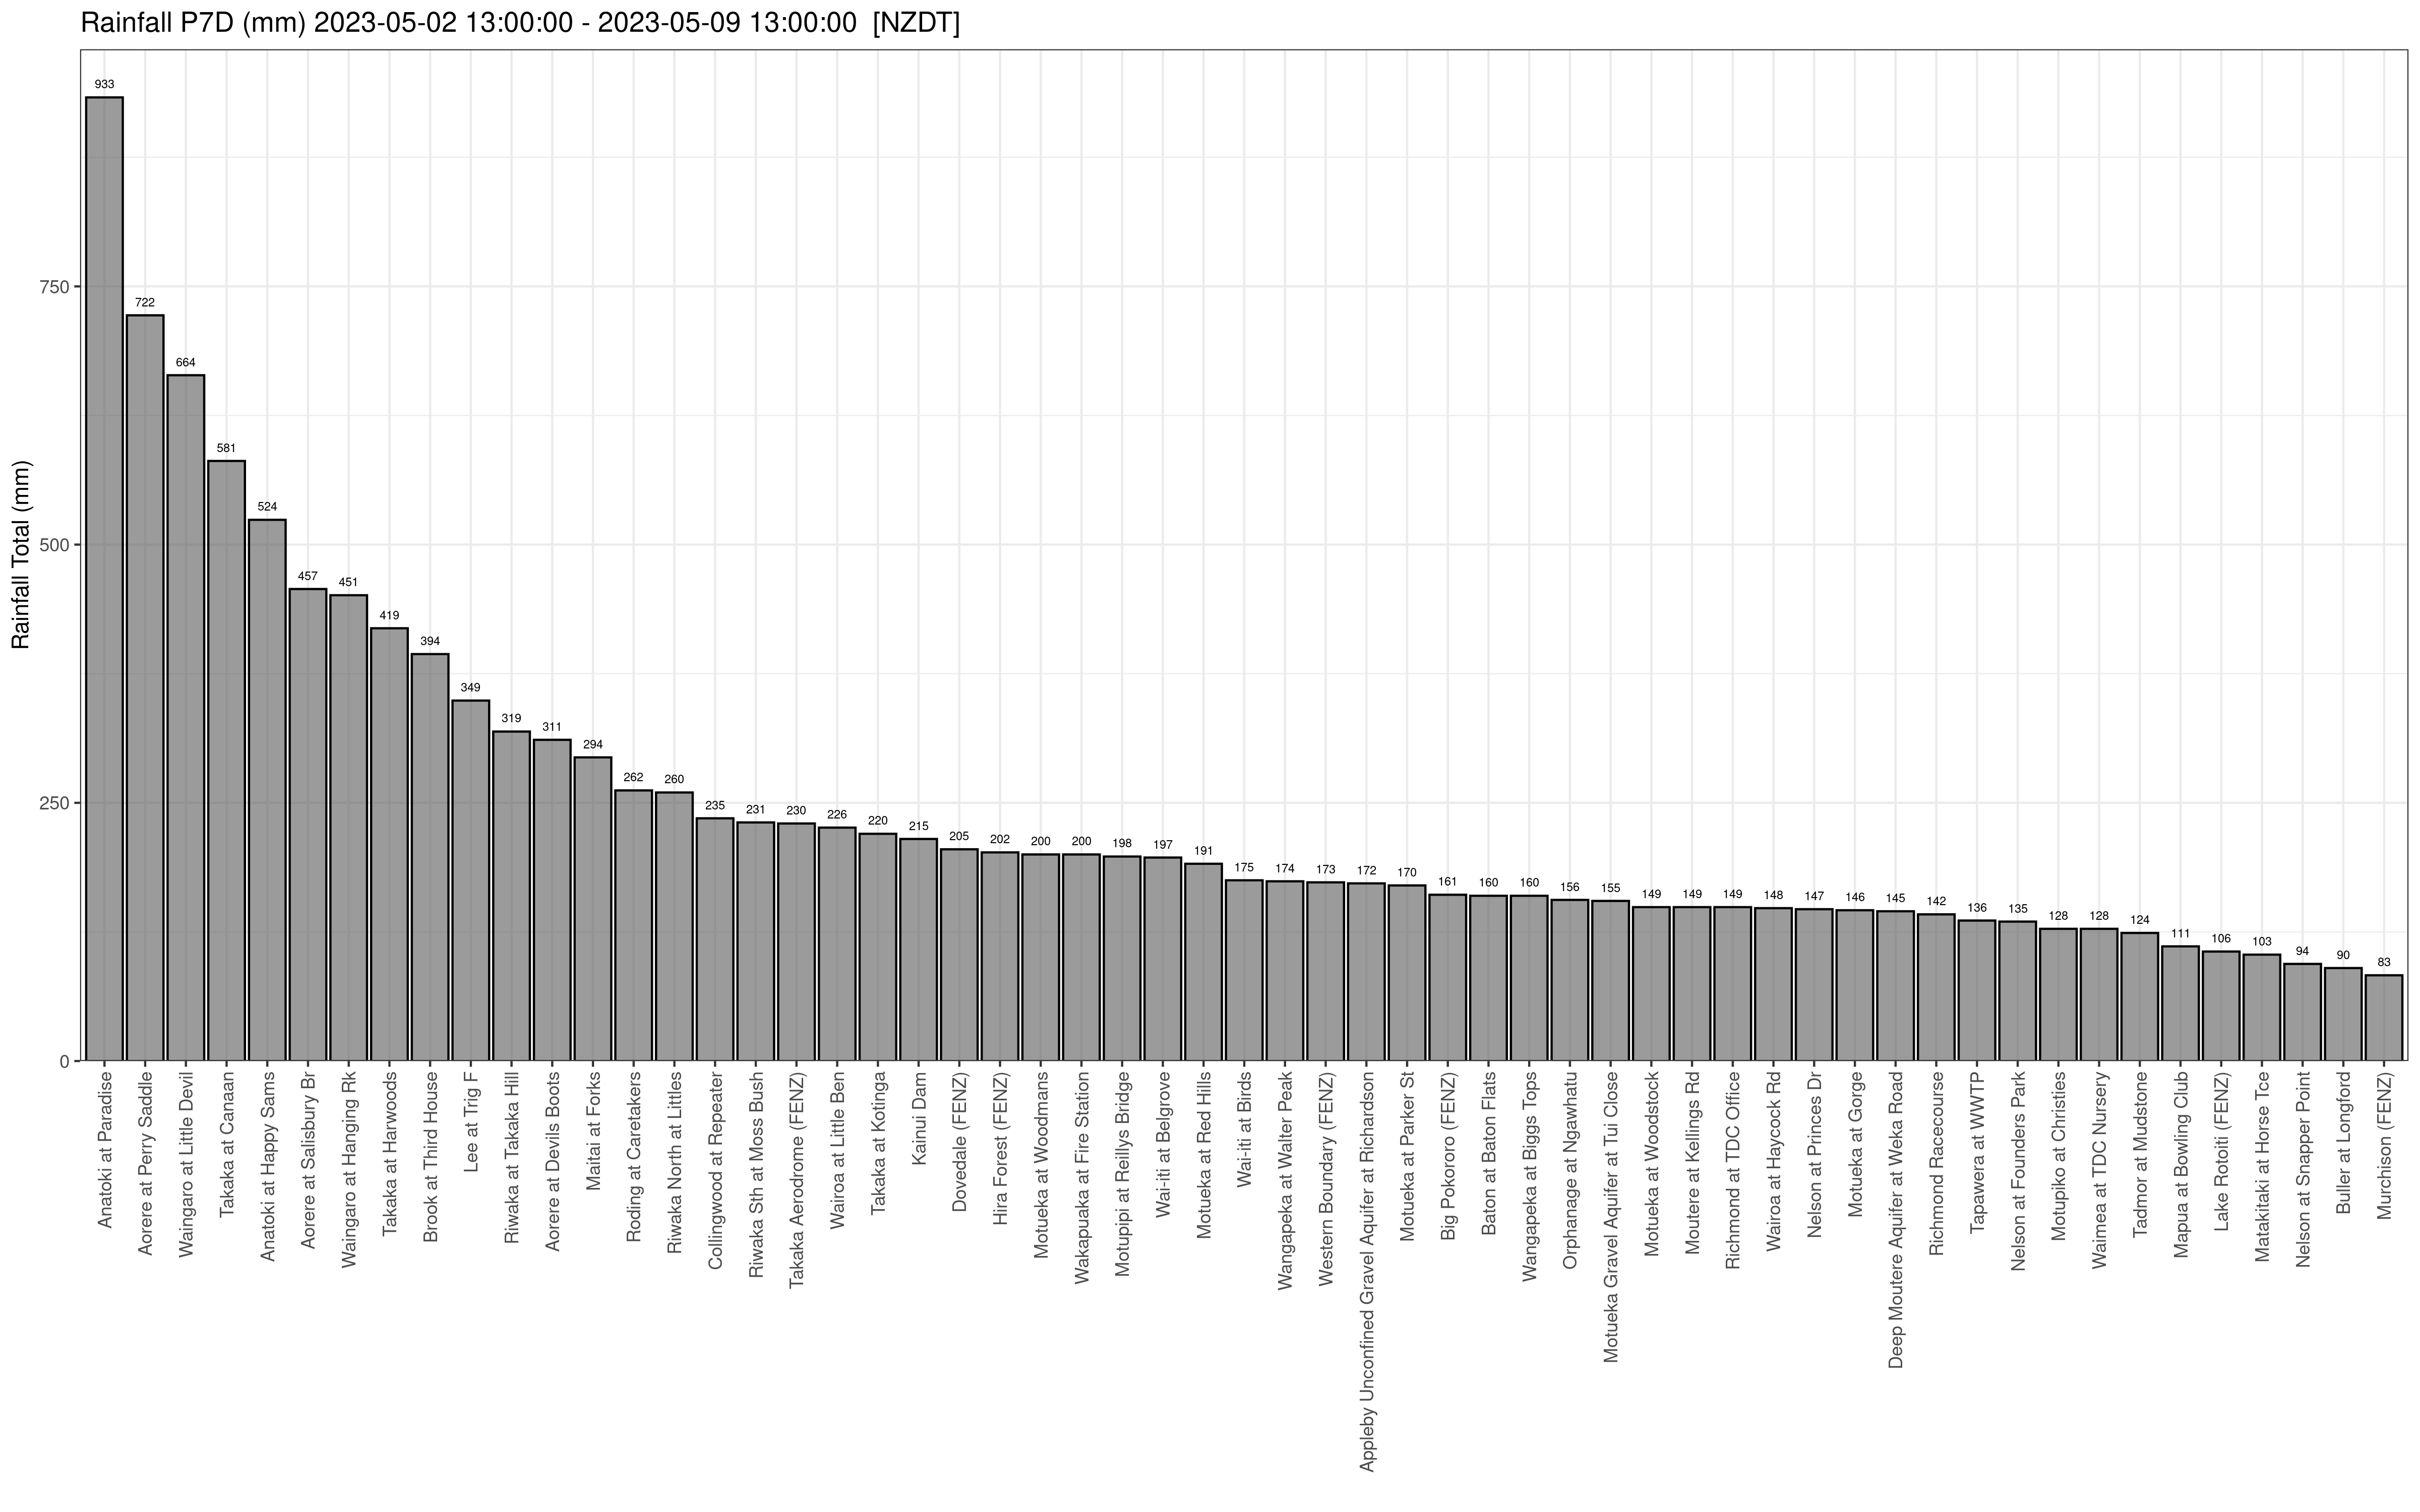 Rainfall P7D (mm) 2023-05-02 13:00:00 - 2023-05-09 13:00:00 [NZDT]
Rainfall Total (mm)
750
500
250
0
933
722
664
581
524
457
451
419
394
349
319
311
294
262
260
235
231
230
226
220
215
205
202
200
200
198
197
191
175
174
173
172
170
161
160
160
156
155
149
149
149
148
147
146
145
142
136
135
128
128
124
111
106
103
94
90
83
Anatoki at Paradise
Aorere at Perry Saddle
Waingaro at Little Devil
Takaka at Canaan
Anatoki at Happy Sams
Aorere at Salisbury Br
Waingaro at Hanging Rk
Takaka at Harwoods
Brook at Third House
Lee at Trig F
Riwaka at Takaka Hill
Aorere at Devils Boots
Maitai at Forks
Roding at Caretakers
Riwaka North at Littles
Collingwood at Repeater
Riwaka Sth at Moss Bush
Takaka Aerodrome (FENZ)
Wairoa at Little Ben
Takaka at Kotinga
Kainui Dam
Dovedale (FENZ)
Hira Forest (FENZ)
Motueka at Woodmans
Wakapuaka at Fire Station
Motupipi at Reillys Bridge
Wai-iti at Belgrove
Motueka at Red Hills
Wai-iti at Birds
Wangapeka at Walter Peak
Western Boundary (FENZ)
Appleby Unconfined Gravel Aquifer at Richardson
Motueka at Parker St
Big Pokororo (FENZ)
Baton at Baton Flats
Wangapeka at Biggs Tops
Orphanage at Ngawhatu
Motueka Gravel Aquifer at Tui Close
Motueka at Woodstock
Moutere at Kellings Rd
Richmond at TDC Office
Wairoa at Haycock Rd
Nelson at Princes Dr
Motueka at Gorge
Deep Moutere Aquifer at Weka Road
Richmond Racecourse
Tapawera at WWTP
Nelson at Founders Park
Motupiko at Christies
Waimea at TDC Nursery
Tadmor at Mudstone
Mapua at Bowling Club
Lake Rotoiti (FENZ)
Matakitaki at Horse Tce
Nelson at Snapper Point
Buller at Longford
Murchison (FENZ)